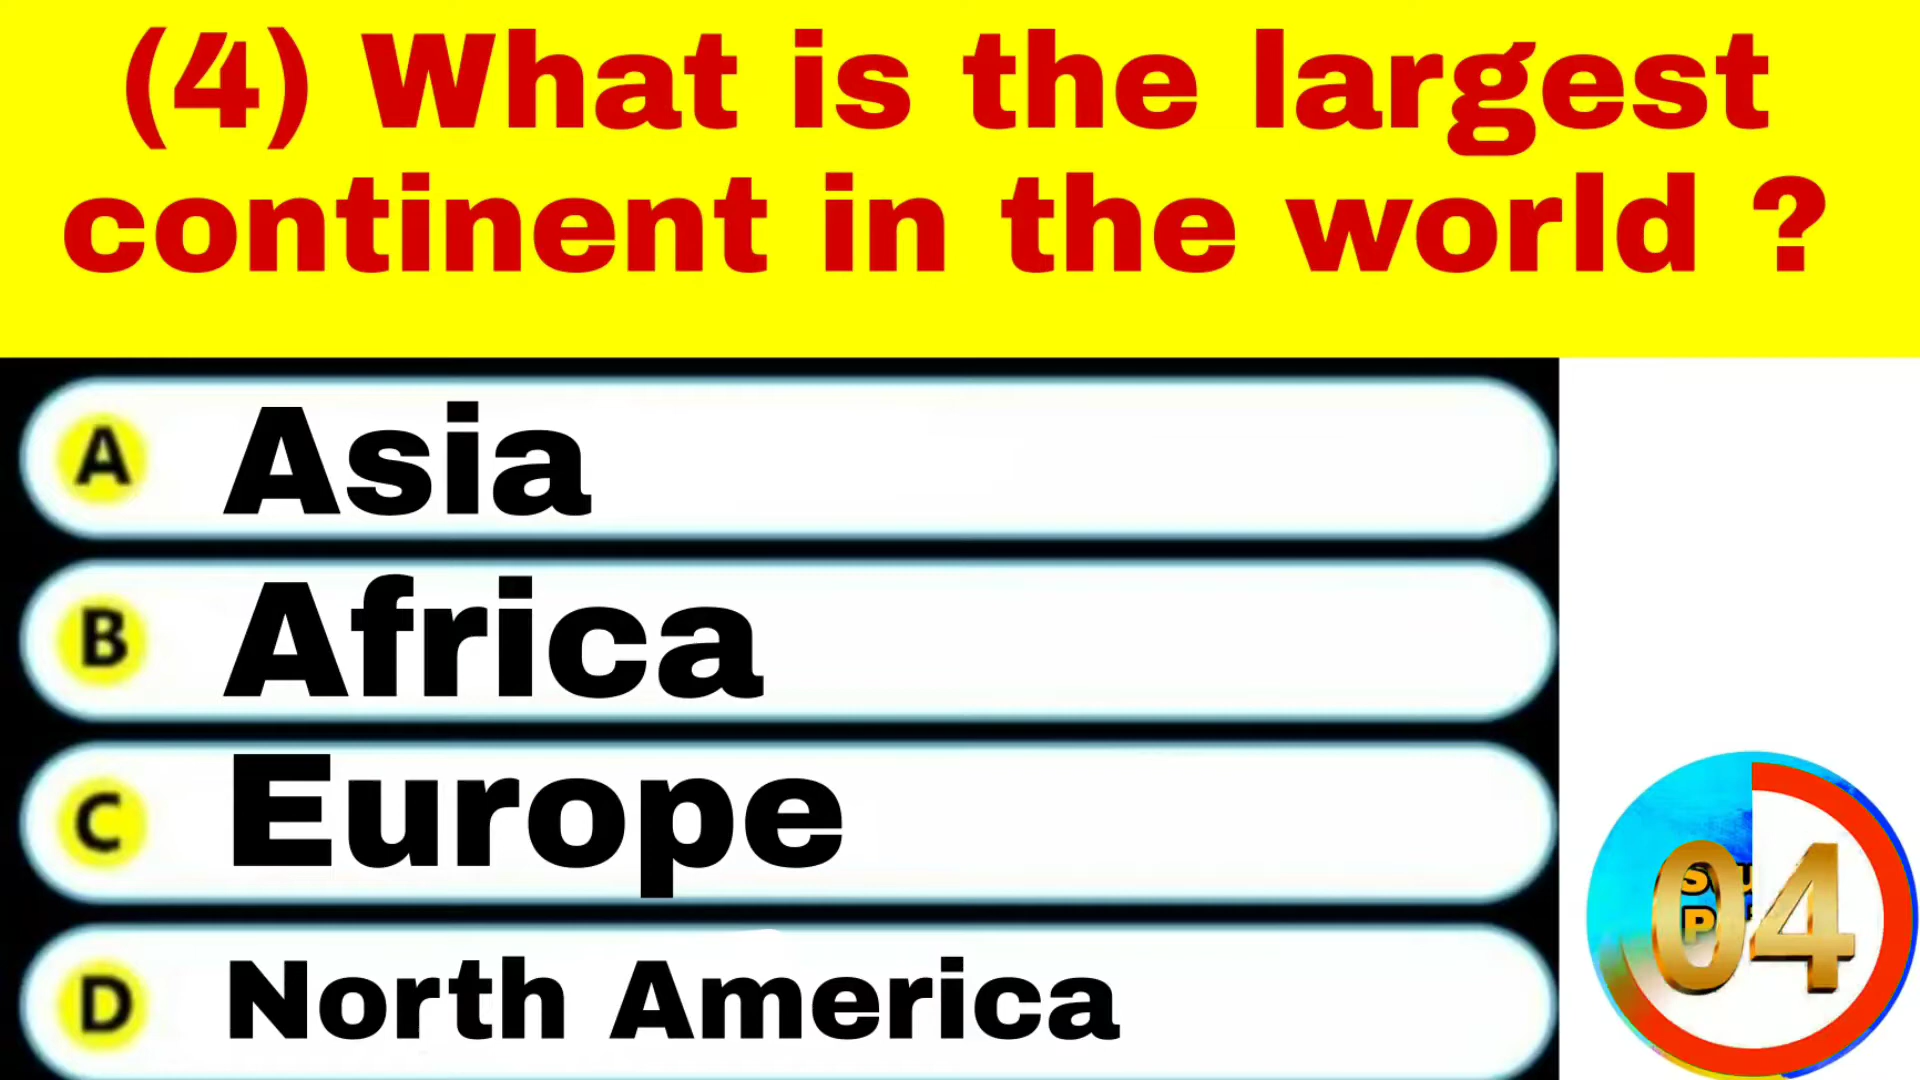 (4) What is the largest
continent in the world ?
A Asia
B Africa
C Europe
D North America
04